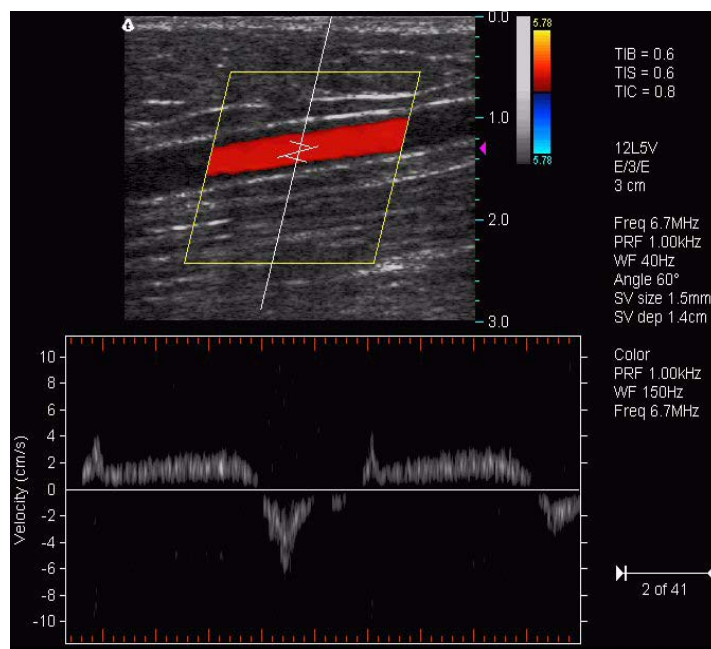 0.0
5.78
1.0
5.78
2.0
3.0
TIB = 0.6
TIS = 0.6
TIC = 0.8
12L5V
E/3/E
3 cm
Freq 6.7MHz
PRF 1.00kHz
WF 40Hz
Angle 60°
SV size 1.5mm
SV dep 1.4cm
Color
PRF 1.00kHz
WF 150Hz
Freq 6.7MHz
2 of 41
Velocity (cm/s)
10
8
6
4
2
0
-2
-4
-6
-8
-10